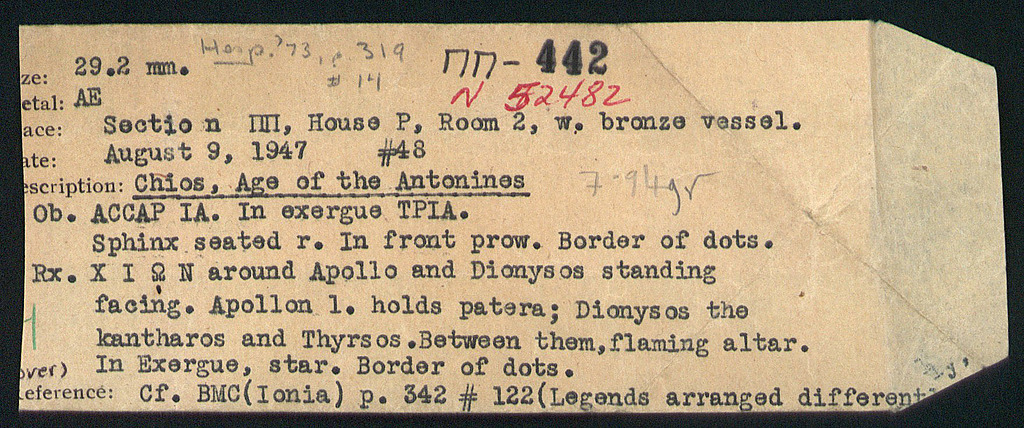 Hesp. '73, p. 319
# 14
ΠΠ - 442
N 52482
ze: 29.2 mm.
etal: AE
ace: Section ΠΠ, House P, Room 2, w. bronze vessel.
ate: August 9, 1947 #48
escription: Chios, Age of the Antonines
7.94gr
Ob. ACCAP IA. In exergue TPIA.
Sphinx seated r. In front prow. Border of dots.
Rx. X I Ω N around Apollo and Dionysos standing
facing. Apollon l. holds patera; Dionysos the
kantharos and Thyrsos.Between them,flaming altar.
over) In Exergue, star. Border of dots.
eference: Cf. BMC(Ionia) p. 342 # 122(Legends arranged different